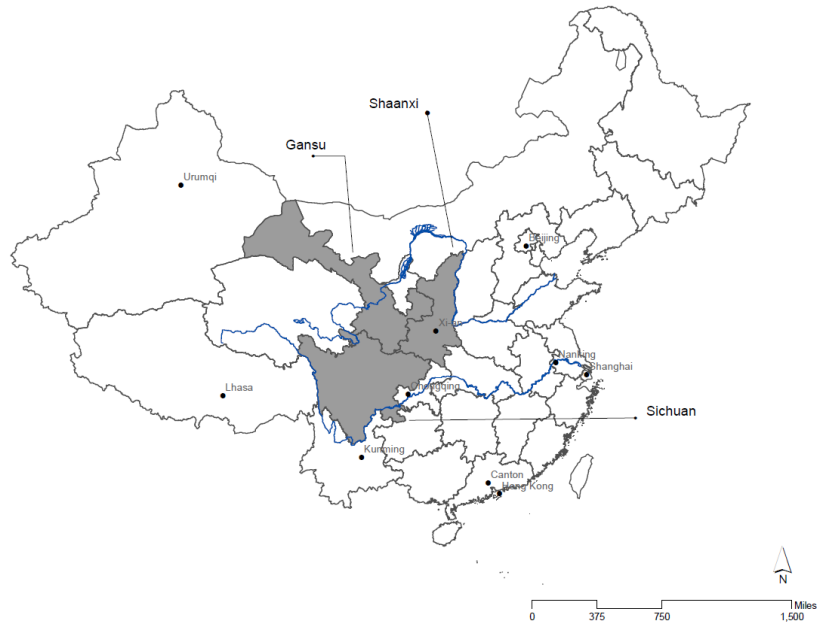 Shaanxi
Gansu
Urumqi
Beijing
Xi-an
Nanking
Shanghai
Lhasa
Chongqing
Sichuan
Kunming
Canton
Hong Kong
N
Miles
0 375 750 1,500